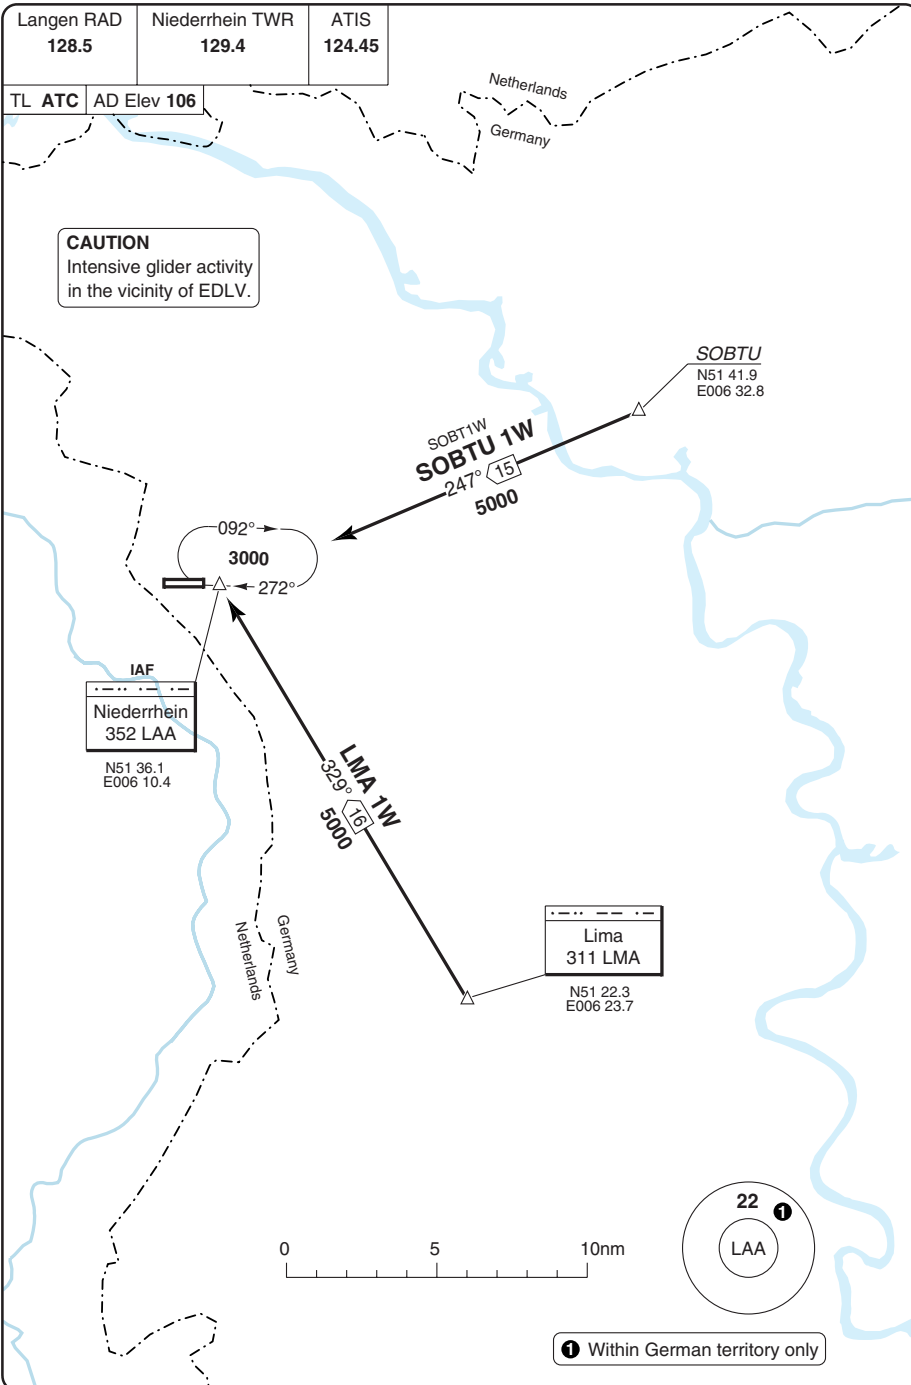 Langen RAD
128.5
Niederrhein TWR
129.4
ATIS
124.45
TL ATC
AD Elev 106
Netherlands
Germany
CAUTION
Intensive glider activity
in the vicinity of EDLV.
SOBTU
N51 41.9
E006 32.8
SOBT1W
SOBTU 1W
247° 15
5000
092°
3000
272°
IAF
Niederrhein
352 LAA
N51 36.1
E006 10.4
LMA 1W
329° 16
5000
Germany
Netherlands
Lima
311 LMA
N51 22.3
E006 23.7
22
1
LAA
0 5 10nm
1 Within German territory only